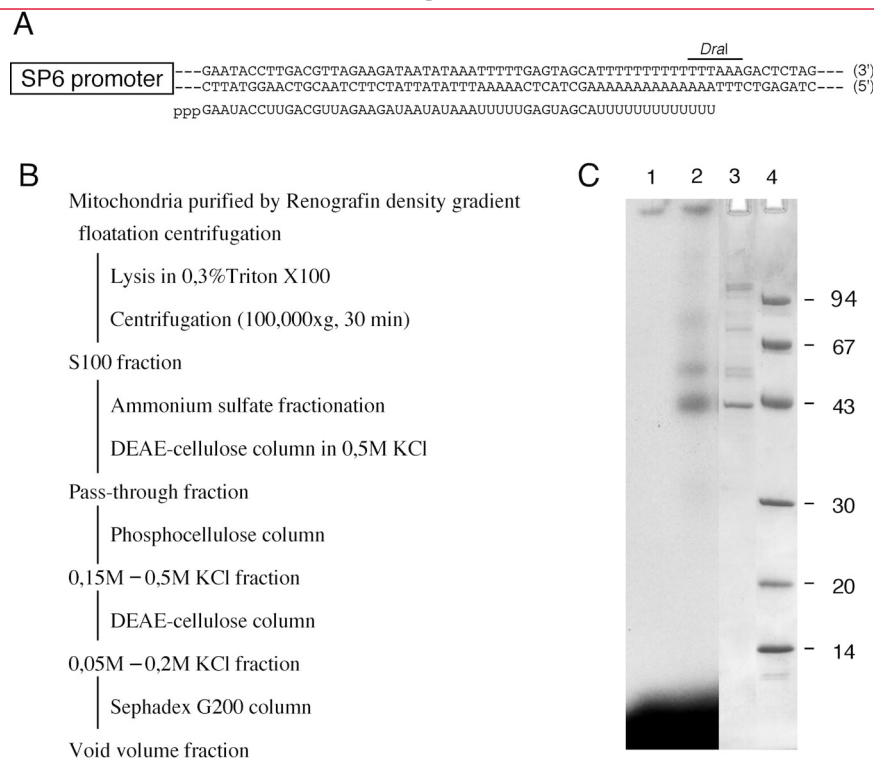 A
DraI
SP6 promoter
---GAATACCTTGACGTTAGAAGATAATATAAATTTTTGAGTAGCATTTTTTTTTTTTTTTAAAGACTCTAG--- (3')
---CTTATGGAACTGCAATCTTCTATTATATTTAAAAACTCATCGAAAAAAAAAAAAAAATTTCTGAGATC--- (5')
pppGAAUACCUUGACGUUAGAAGAUAAUAUAAAUUUUUGAGUAGCAUUUUUUUUUUUUU
B
Mitochondria purified by Renografin density gradient
floatation centrifugation
Lysis in 0,3%Triton X100
Centrifugation (100,000xg, 30 min)
S100 fraction
Ammonium sulfate fractionation
DEAE-cellulose column in 0,5M KCl
Pass-through fraction
Phosphocellulose column
0,15M – 0,5M KCl fraction
DEAE-cellulose column
0,05M – 0,2M KCl fraction
Sephadex G200 column
Void volume fraction
C
1 2 3 4
– 94
– 67
– 43
– 30
– 20
– 14